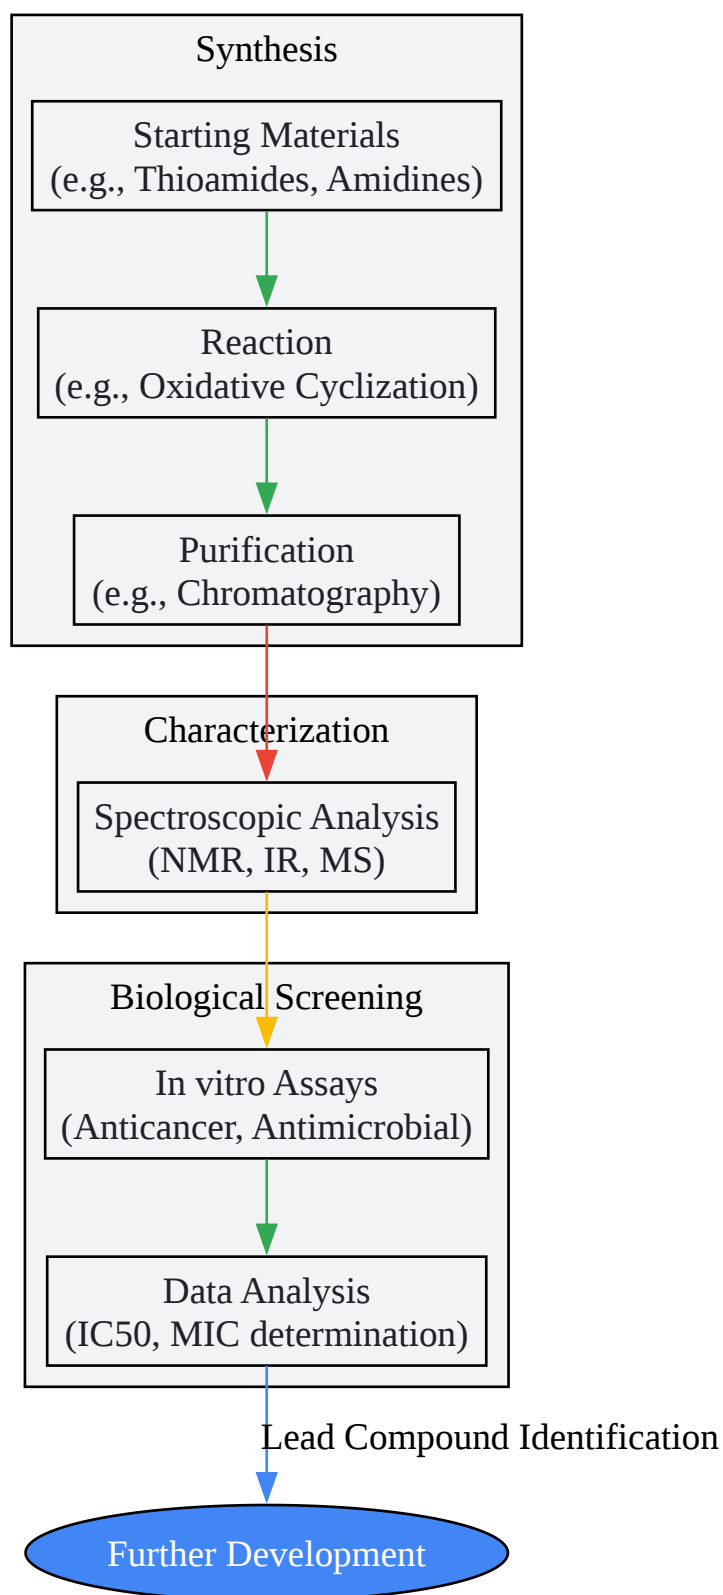 Synthesis
Starting Materials
(e.g., Thioamides, Amidines)
Reaction
(e.g., Oxidative Cyclization)
Purification
(e.g., Chromatography)
Characterization
Spectroscopic Analysis
(NMR, IR, MS)
Biological Screening
In vitro Assays
(Anticancer, Antimicrobial)
Data Analysis
(IC50, MIC determination)
Lead Compound Identification
Further Development